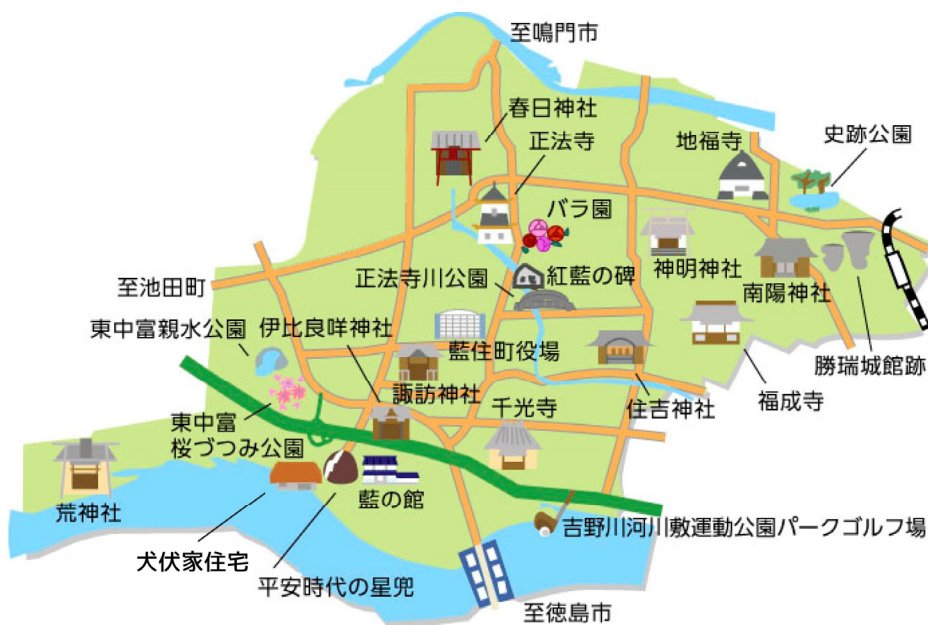 至鳴門市
春日神社
正法寺
地福寺
史跡公園
バラ園
神明神社
正法寺川公園
紅藍の碑
至池田町
南陽神社
東中富親水公園
伊比良咩神社
藍住町役場
勝瑞城館跡
諏訪神社
住吉神社
福成寺
東中富
桜づつみ公園
千光寺
荒神社
藍の館
吉野川河川敷運動公園パークゴルフ場
犬伏家住宅
平安時代の星兜
至徳島市